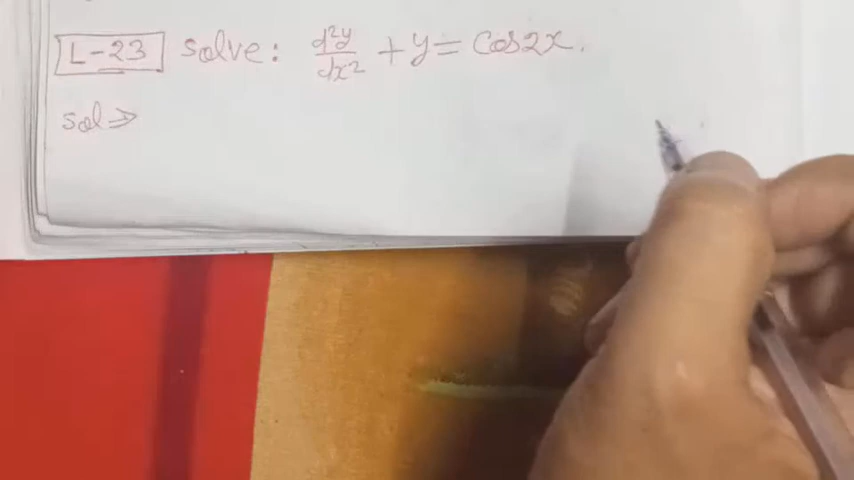 L-23 Solve: d²y/dx² + y = cos2x.
Sol ⇒